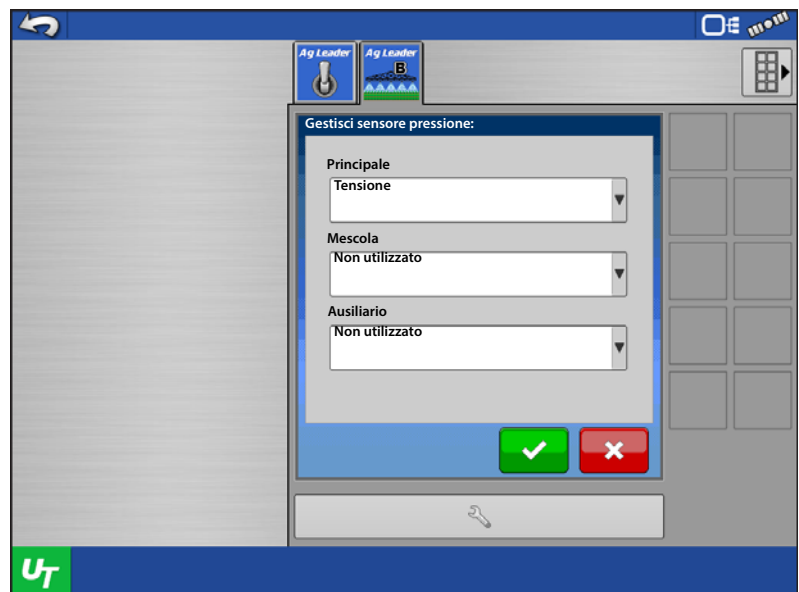 Ag Leader
Ag Leader
B
Gestisci sensore pressione:
Principale
Tensione
Mescola
Non utilizzato
Ausiliario
Non utilizzato
UT